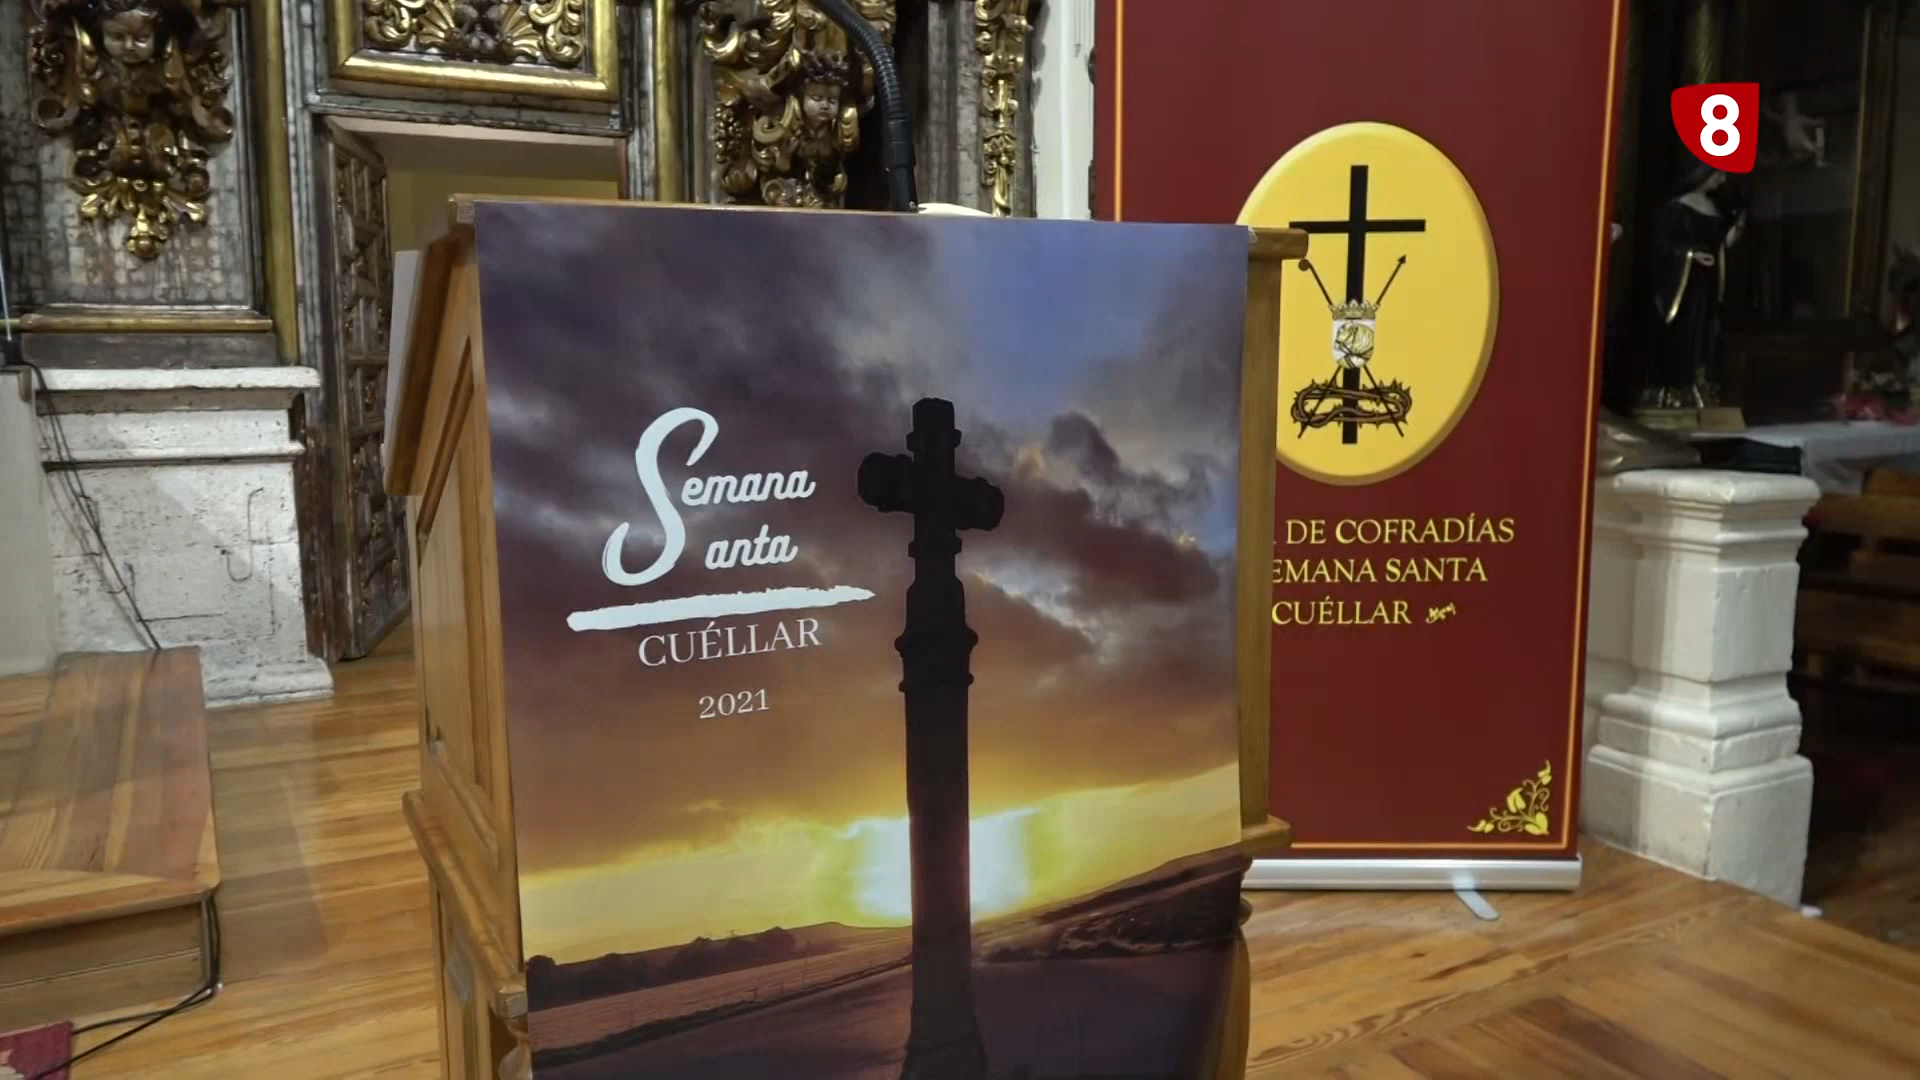 8
Semana
Santa
CUÉLLAR
2021
DE COFRADÍAS
EMANA SANTA
CUÉLLAR